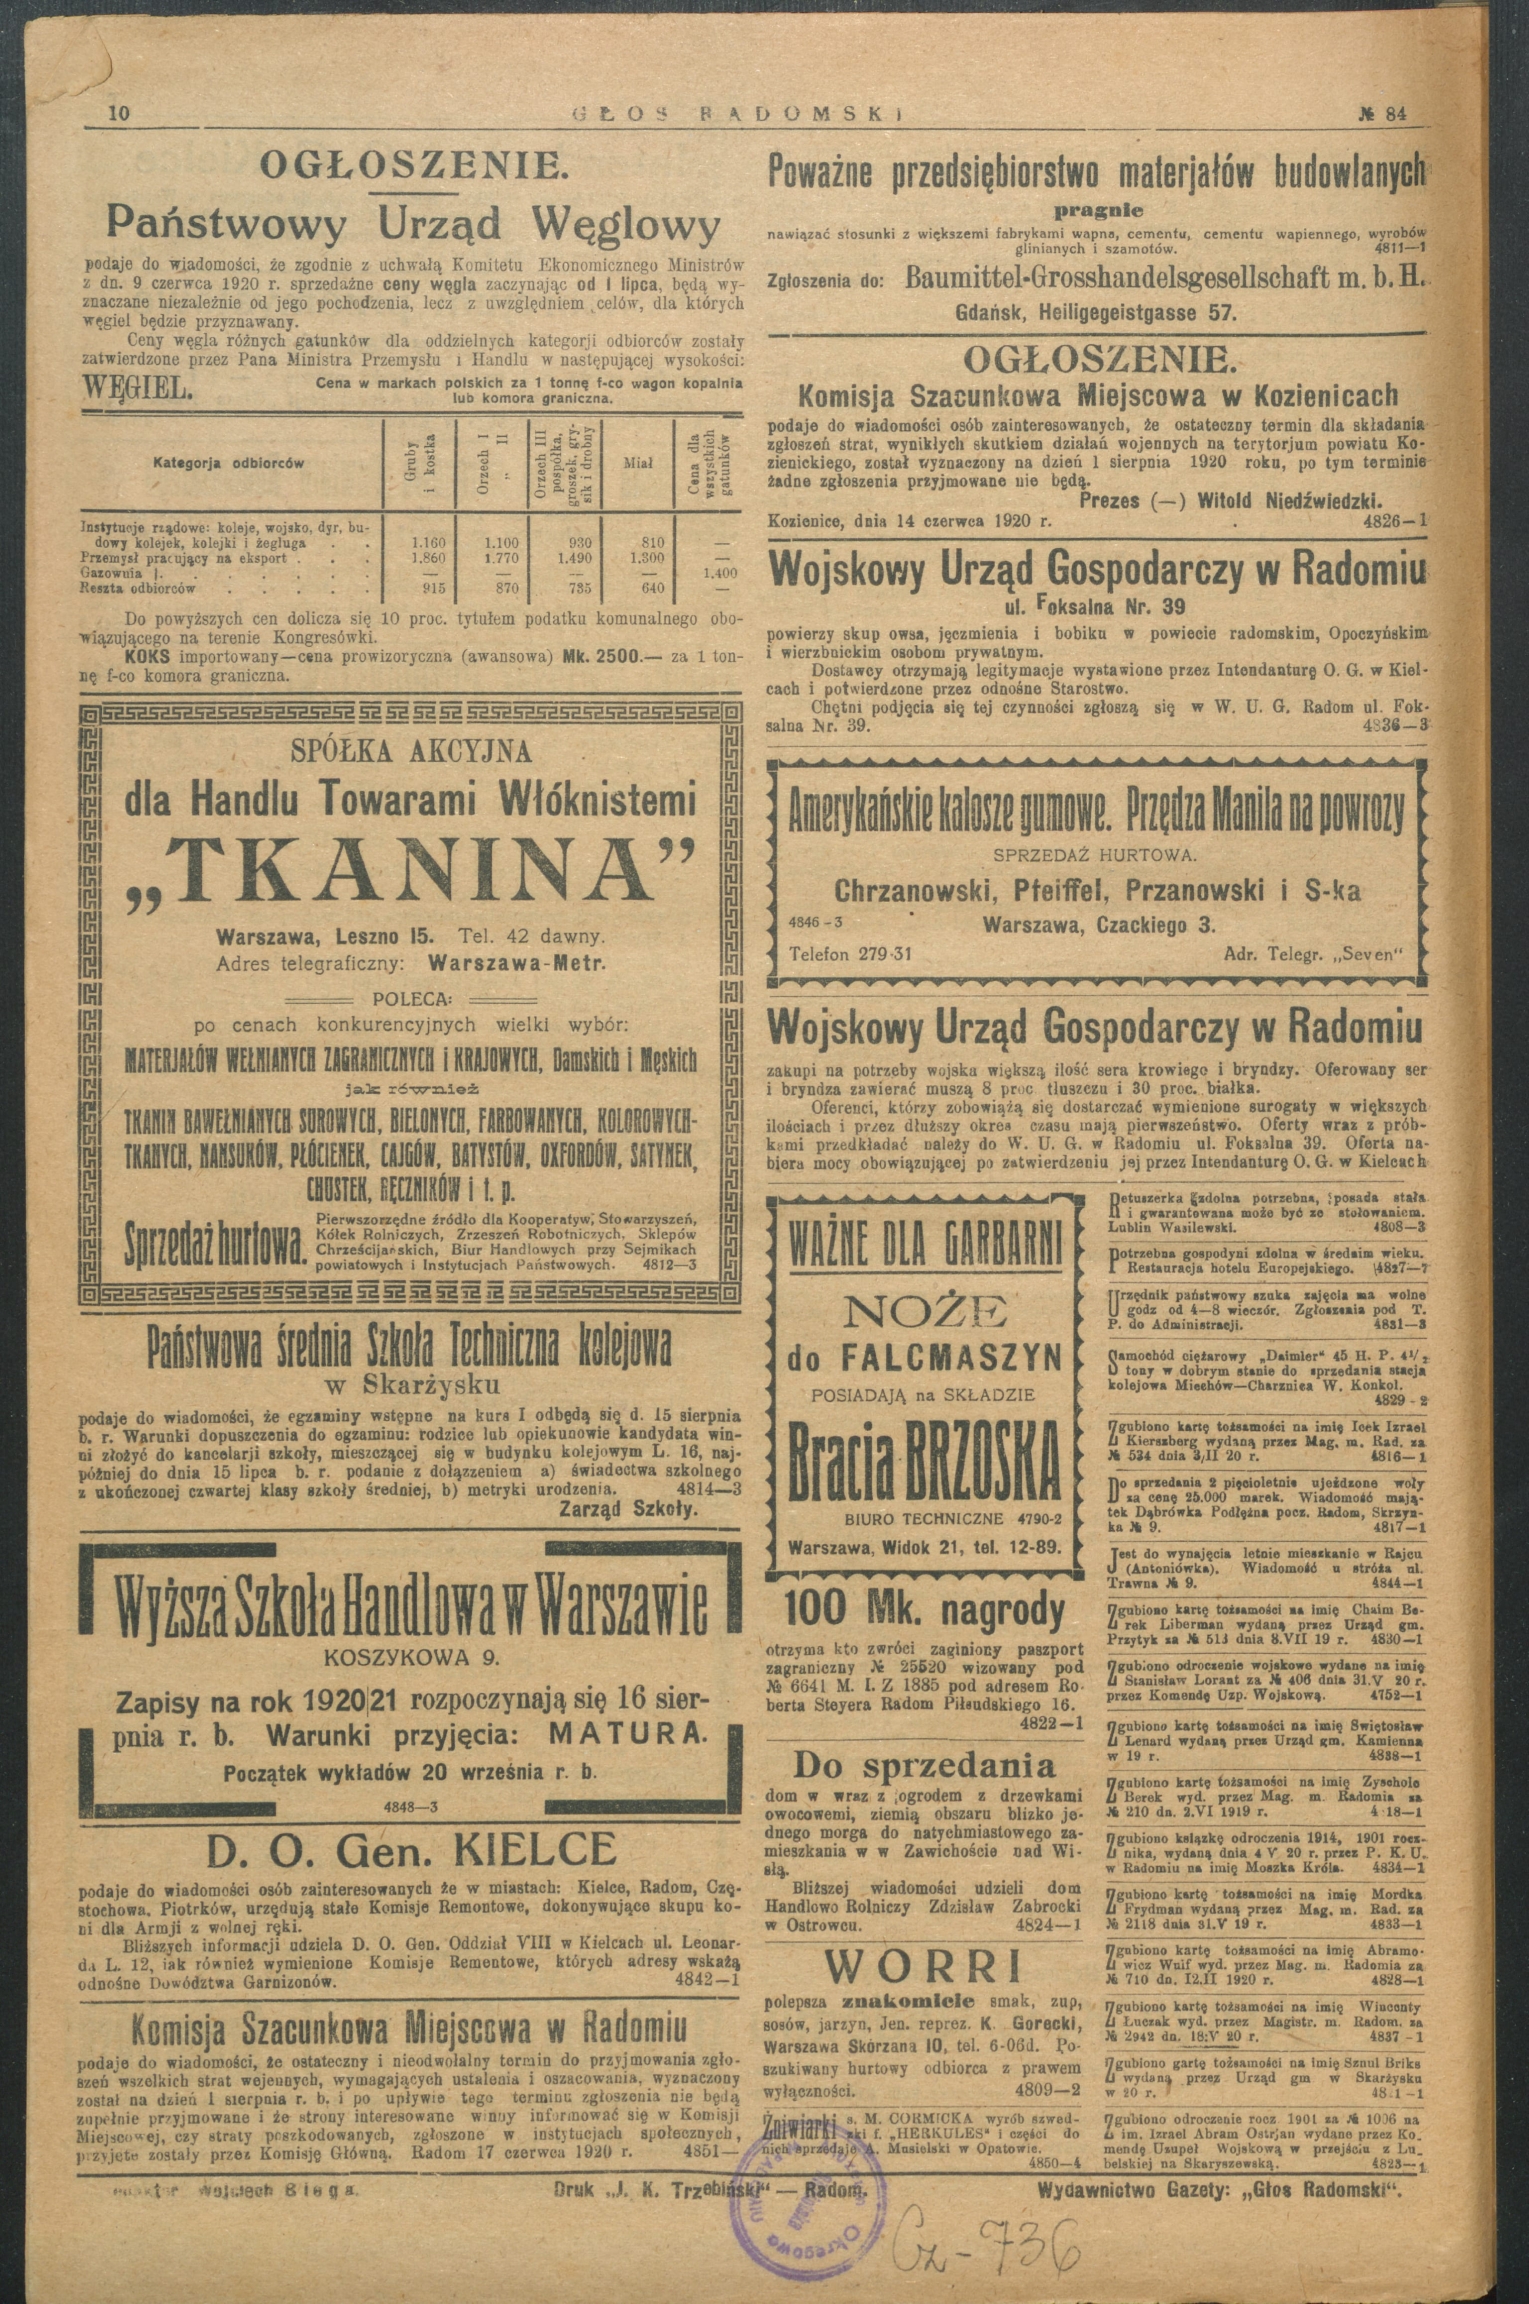 10
GŁOS RADOMSKI
№ 84
OGŁOSZENIE.
Państwowy Urząd Węglowy
podaje do wiadomości, że zgodnie z uchwałą Komitetu Ekonomicznego Ministrów
z dn. 9 czerwca 1920 r. sprzedażne ceny węgla zaczynając od 1 lipca, będą wy-
znaczane niezależnie od jego pochodzenia, lecz z uwzględniem celów, dla których
węgiel będzie przyznawany.
Ceny węgla różnych gatunków dla oddzielnych kategorji odbiorców zostały
zatwierdzone przez Pana Ministra Przemysłu i Handlu w następującej wysokości:
WĘGIEL.
Cena w markach polskich za 1 tonnę f-co wagon kopalnia
lub komora graniczna.
Kategorja odbiorców
Gruby
i kostka
Orzech I
„ II
Orzech III
pospółka,
groszek, gry-
sik i drobny
Miał
Cena dla
wszystkich
gatunków
Instytucje rządowe: koleje, wojsko, dyr, bu-
dowy kolejek, kolejki i żegluga . . 1.160 1.100 930 810 —
Przemysł pracujący na eksport . . . 1.860 1.770 1.490 1.300 —
Gazownia . . . . . . — — — — 1.400
Reszta odbiorców . . . . . 915 870 735 640 —
Do powyższych cen dolicza się 10 proc. tytułem podatku komunalnego obo-
wiązującego na terenie Kongresówki.
KOKS importowany—cena prowizoryczna (awansowa) Mk. 2500.— za 1 ton-
nę f-co komora graniczna.
SPÓŁKA AKCYJNA
dla Handlu Towarami Włóknistemi
„TKANINA”
Warszawa, Leszno 15. Tel. 42 dawny.
Adres telegraficzny: Warszawa-Metr.
POLECA:
po cenach konkurencyjnych wielki wybór:
MATERJAŁÓW WEŁNIANYCH ZAGRANICZNYCH i KRAJOWYCH, Damskich i Męskich
jak również
TKANIN BAWEŁNIANYCH SUROWYCH, BIELONYCH, FARBOWANYCH, KOLOROWYCH-
TKANYCH, NANSUKÓW, PŁÓCIENEK, CAJGÓW, BATYSTÓW, OXFORDÓW, SATYNEK,
CHUSTEK, RĘCZNIKÓW i t. p.
Sprzedaż hurtowa.
Pierwszorzędne źródło dla Kooperatyw, Stowarzyszeń,
Kółek Rolniczych, Zrzeszeń Robotniczych, Sklepów
Chrześcijańskich, Biur Handlowych przy Sejmikach
powiatowych i Instytucjach Państwowych. 4812—3
Państwowa średnia Szkoła Techniczna kolejowa
w Skarżysku
podaje do wiadomości, że egzaminy wstępne na kurs I odbędą się d. 15 sierpnia
b. r. Warunki dopuszczenia do egzaminu: rodzice lub opiekunowie kandydata win-
ni złożyć do kancelarji szkoły, mieszczącej się w budynku kolejowym L. 16, naj-
później do dnia 15 lipca b. r. podanie z dołązzeniem a) świadectwa szkolnego
z ukończonej czwartej klasy szkoły średniej, b) metryki urodzenia. 4814—3
Zarząd Szkoły.
Wyższa Szkoła Handlowa w Warszawie
KOSZYKOWA 9.
Zapisy na rok 1920|21 rozpoczynają się 16 sier-
pnia r. b. Warunki przyjęcia: MATURA.
Początek wykładów 20 września r. b.
4848—3
D. O. Gen. KIELCE
podaje do wiadomości osób zainteresowanych że w miastach: Kielce, Radom, Czę-
stochowa, Piotrków, urzędują stałe Komisje Remontowe, dokonywujące skupu ko-
ni dla Armji z wolnej ręki.
Bliższych informacji udziela D. O. Gen. Oddział VIII w Kielcach ul. Leonar-
da L. 12, jak również wymienione Komisje Remontowe, których adresy wskażą
odnośne Dowództwa Garnizonów. 4842—1
Komisja Szacunkowa Miejscowa w Radomiu
podaje do wiadomości, że ostateczny i nieodwołalny termin do przyjmowania zgło-
szeń wszelkich strat wojennych, wymagających ustalenia i oszacowania, wyznaczony
został na dzień 1 sierpnia r. b. i po upływie tego terminu zgłoszenia nie będą
zupełnie przyjmowane i że strony interesowane winny informować się w Komisji
Miejscowej, czy straty poszkodowanych, zgłoszone w instytucjach społecznych,
przyjęte zostały przez Komisję Główną. Radom 17 czerwca 1920 r. 4851—
Poważne przedsiębiorstwo materjałów budowlanych
pragnie
nawiązać stosunki z większemi fabrykami wapna, cementu, cementu wapiennego, wyrobów
glinianych i szamotów. 4811—1
Zgłoszenia do: Baumittel-Grosshandelsgesellschaft m. b. H.
Gdańsk, Heiligegeistgasse 57.
OGŁOSZENIE.
Komisja Szacunkowa Miejscowa w Kozienicach
podaje do wiadomości osób zainteresowanych, że ostateczny termin dla składania
zgłoszeń strat, wynikłych skutkiem działań wojennych na terytorjum powiatu Ko-
zienickiego, został wyznaczony na dzień 1 sierpnia 1920 roku, po tym terminie
żadne zgłoszenia przyjmowane nie będą.
Prezes (—) Witold Niedźwiedzki.
Kozienice, dnia 14 czerwca 1920 r. 4826—1
Wojskowy Urząd Gospodarczy w Radomiu
ul. Foksalna Nr. 39
powierzy skup owsa, jęczmienia i bobiku w powiecie radomskim, Opoczyńskim
i wierzbnickim osobom prywatnym.
Dostawcy otrzymają legitymacje wystawione przez Intendanturę O. G. w Kiel-
cach i potwierdzone przez odnośne Starostwo.
Chętni podjęcia się tej czynności zgłoszą się w W. U. G. Radom ul. Fok-
salna Nr. 39. 4836—3
Amerykańskie kalosze gumowe. Przędza Manila na powrozy
SPRZEDAŻ HURTOWA.
Chrzanowski, Pfeiffel, Przanowski i S-ka
4846-3 Warszawa, Czackiego 3.
Telefon 279-31 Adr. Telegr. „Seven“
Wojskowy Urząd Gospodarczy w Radomiu
zakupi na potrzeby wojska większą ilość sera krowiego i bryndzy. Oferowany ser
i bryndza zawierać muszą 8 proc tłuszczu i 30 proc. białka.
Oferenci, którzy zobowiążą się dostarczać wymienione surogaty w większych
ilościach i przez dłuższy okres czasu mają pierwszeństwo. Oferty wraz z prób-
kami przedkładać należy do W. U. G. w Radomiu ul. Foksalna 39. Oferta na-
biera mocy obowiązującej po zatwierdzeniu jej przez Intendanturę O. G. w Kielcach
WAŻNE DLA GARBARNI
NOŻE
do FALCMASZYN
POSIADAJĄ na SKŁADZIE
Bracia BRZOSKA
BIURO TECHNICZNE 4790-2
Warszawa, Widok 21, tel. 12-89.
100 Mk. nagrody
otrzyma kto zwróci zaginiony paszport
zagraniczny № 25520 wizowany pod
№ 6641 M. I. Z 1885 pod adresem Ro-
berta Steyera Radom Piłsudskiego 16.
4822—1
Do sprzedania
dom w wraz z ogrodem z drzewkami
owocowemi, ziemią obszaru blizko je-
dnego morga do natychmiastowego za-
mieszkania w w Zawichoście nad Wi-
słą.
Bliższej wiadomości udzieli dom
Handlowo Rolniczy Zdzisław Zabrocki
w Ostrowcu. 4824—1
WORRI
polepsza znakomicie smak, zup,
sosów, jarzyn, Jen. reprez. K. Gorecki,
Warszawa Skórzana 10, tel. 6-06d. Po-
szukiwany hurtowy odbiorca z prawem
wyłączności. 4809—2
Żniwiarki s. M. CORMICKA wyrób szwed-
zki f. „HERKULES“ i części do
nich sprzedaje A. Musielski w Opatowie.
4850—4
Retuszerka zdolna potrzebna, posada stała
i gwarantowana może być ze stołowaniem.
Lublin Wasilewski. 4808—3
Potrzebna gospodyni zdolna w średnim wieku.
Restauracja hotelu Europejskiego. 4827—7
Urzędnik państwowy szuka zajęcia na wolne
godz od 4—8 wieczór. Zgłoszenia pod T.
P. do Administracji. 4831—3
Samochód ciężarowy „Daimler“ 45 H. P. 4½
tony w dobrym stanie do sprzedania stacja
kolejowa Miechów—Charznica W. Konkol.
4829-2
Zgubiono kartę tożsamości na imię Icek Izrael
Kierszberg wydaną przez Mag. m. Rad. za
№ 534 dnia 3/II 20 r. 4816—1
Do sprzedania 2 pięcioletnie ujeżdzone woły
za cenę 25.000 marek. Wiadomość mają-
tek Dąbrówka Podłężna pocz. Radom, Skrzyn-
ka № 9. 4817—1
Jest do wynajęcia letnie mieszkanie w Rajcu
(Antoniówka). Wiadomość u stróża ul.
Trawna № 9. 4844—1
Zgubiono kartę tożsamości na imię Chaim Be-
rek Liberman wydaną przez Urząd gm.
Przytyk za № 513 dnia 8.VII 19 r. 4830—1
Zgubiono odroczenie wojskowe wydane na imię
Stanisław Lorant za № 406 dnia 31.V 20 r.
przez Komendę Uzp. Wojskową. 4752—1
Zgubiono kartę tożsamości na imię Swiętosław
Lenard wydaną przez Urząd gm. Kamienna
w 19 r. 4838—1
Zgubiono kartę tożsamości na imię Zyschole
Berek wyd. przez Mag. m. Radomia za
№ 210 dn. 2.VI 1919 r. 4 18—1
Zgubiono książkę odroczenia 1914, 1901 rocz-
nika, wydaną dnia 4 V 20 r. przez P. K. U.
w Radomiu na imię Moszka Króla. 4834—1
Zgubiono kartę tożsamości na imię Mordka
Frydman wydaną przez Mag. m. Rad. za
№ 2118 dnia 31.V 19 r. 4833—1
Zgubiono kartę tożsamości na imię Abramo-
wicz Wulf wyd. przez Mag. m. Radomia za
№ 710 dn. 12.II 1920 r. 4828—1
Zgubiono kartę tożsamości na imię Wincenty
Łuczak wyd. przez Magistr. m. Radom. za
№ 2942 dn. 18:V 20 r. 4837-1
Zgubiono gartę tożsamości na imię Sznul Briks
wydaną przez Urząd gm w Skarżysku
w 20 r. 48 1-1
Zgubiono odroczenie rocz 1901 za № 1006 na
im. Izrael Abram Ostrjan wydane przez Ko-
mendę Uzupeł Wojskową w przejściu z Lu-
belskiej na Skaryszewską. 4823—1
Wojciech Biega
Druk „J. K. Trzebiński“ — Radom.
Wydawnictwo Gazety: „Głos Radomski“.
Cz-736